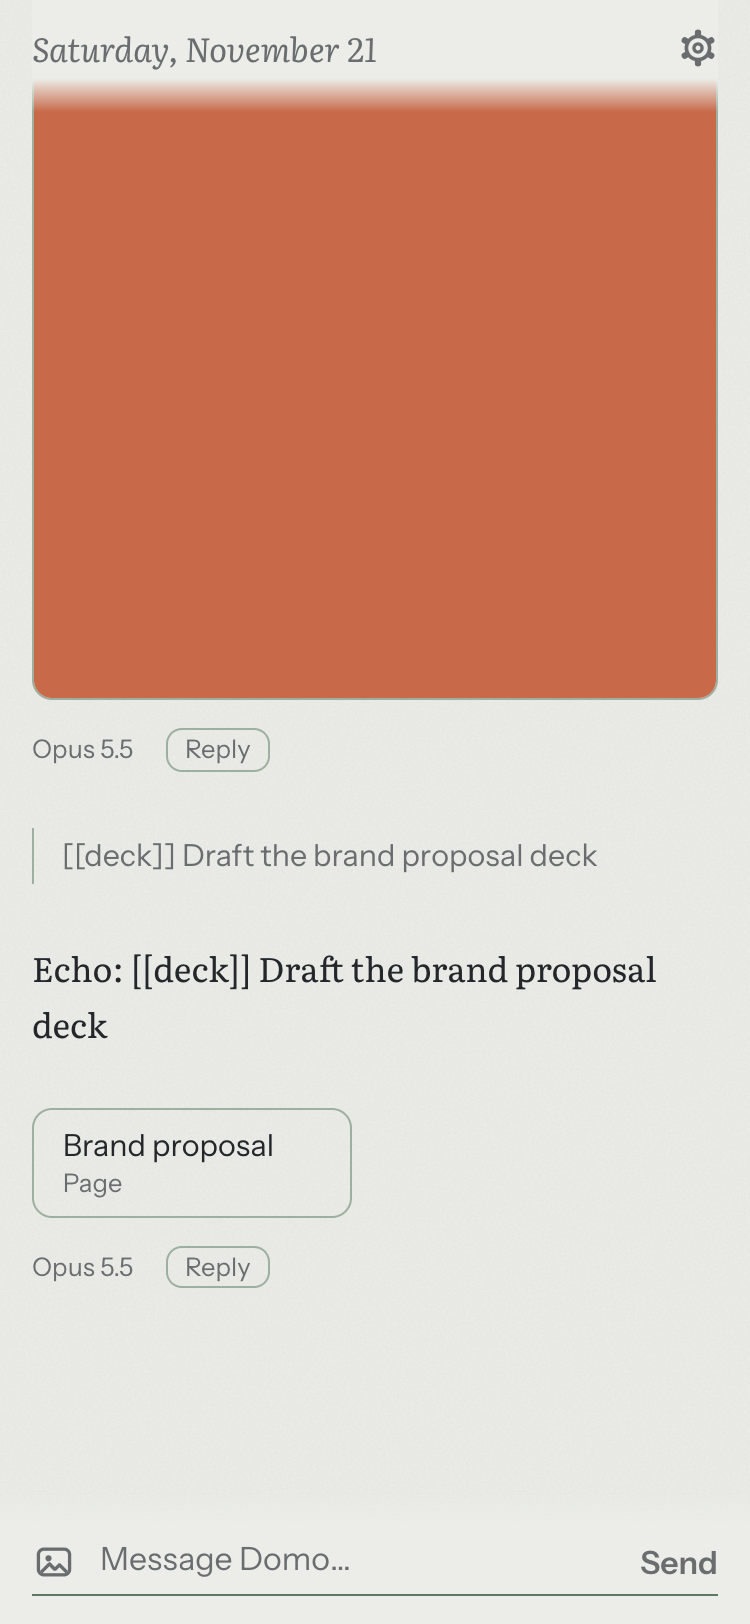 Saturday, November 21
Opus 5.5 Reply
[[deck]] Draft the brand proposal deck
Echo: [[deck]] Draft the brand proposal
deck
Brand proposal
Page
Opus 5.5 Reply
Message Domo... Send